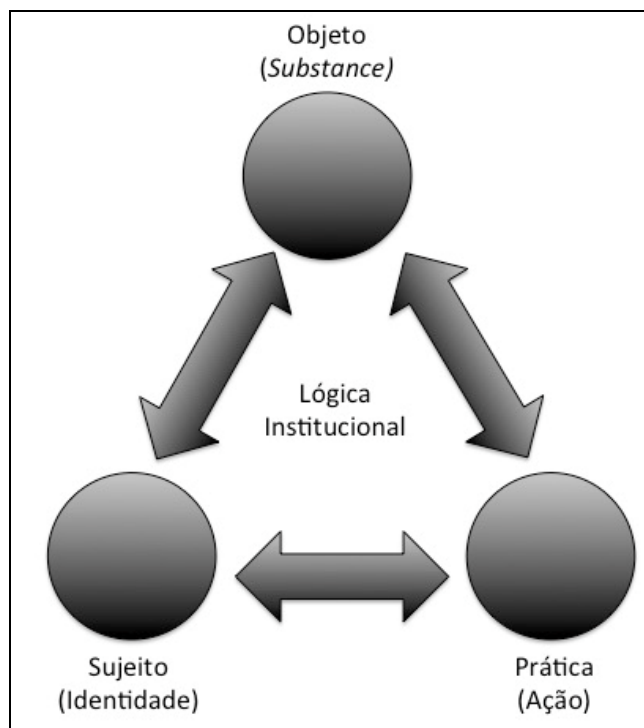 Objeto
(Substance)
Lógica
Institucional
Sujeito
(Identidade)
Prática
(Ação)